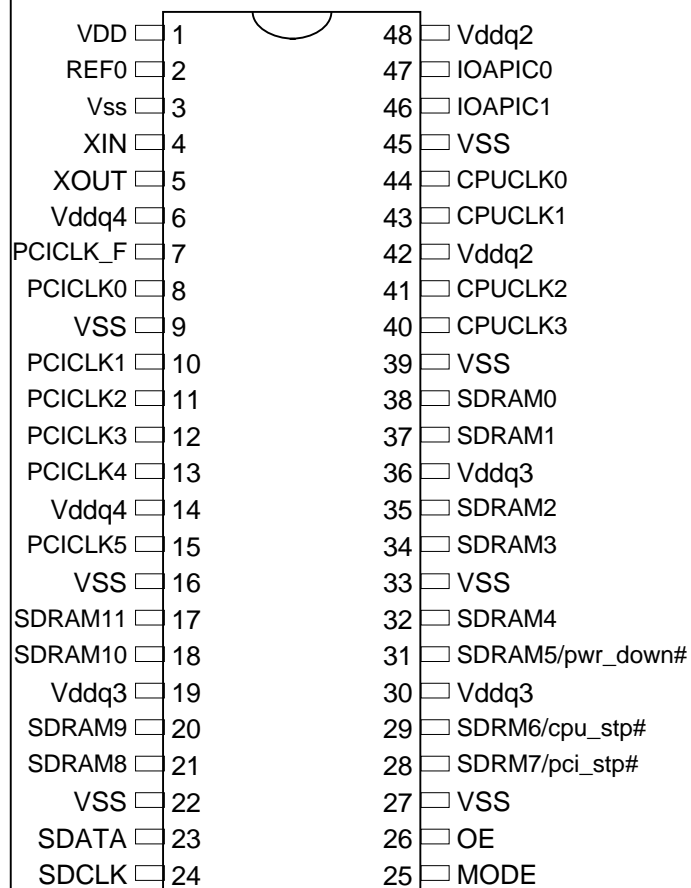 VDD 1 48 Vddq2
REF0 2 47 IOAPIC0
Vss 3 46 IOAPIC1
XIN 4 45 VSS
XOUT 5 44 CPUCLK0
Vddq4 6 43 CPUCLK1
PCICLK_F 7 42 Vddq2
PCICLK0 8 41 CPUCLK2
VSS 9 40 CPUCLK3
PCICLK1 10 39 VSS
PCICLK2 11 38 SDRAM0
PCICLK3 12 37 SDRAM1
PCICLK4 13 36 Vddq3
Vddq4 14 35 SDRAM2
PCICLK5 15 34 SDRAM3
VSS 16 33 VSS
SDRAM11 17 32 SDRAM4
SDRAM10 18 31 SDRAM5/pwr_down#
Vddq3 19 30 Vddq3
SDRAM9 20 29 SDRM6/cpu_stp#
SDRAM8 21 28 SDRM7/pci_stp#
VSS 22 27 VSS
SDATA 23 26 OE
SDCLK 24 25 MODE